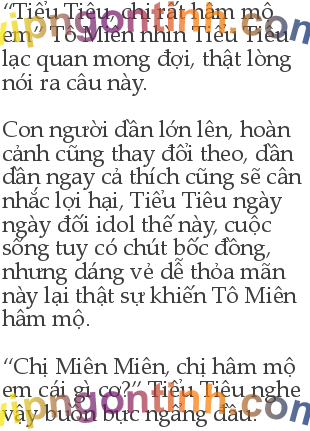 “Tiểu Tiêu, chị rất hâm mộ
em” Tô Miên nhìn Tiểu Tiêu
lạc quan mong đợi, thật lòng
nói ra câu này.
Con người dần lớn lên, hoàn
cảnh cũng thay đổi theo, dần
dần ngay cả thích cũng sẽ cân
nhắc lợi hại, Tiểu Tiêu ngày
ngày đối idol thế này, cuộc
sống tuy có chút bốc đồng,
nhưng dáng vẻ dễ thỏa mãn
này lại thật sự khiến Tô Miên
hâm mộ.
“Chị Miên Miên, chị hâm mộ
em cái gì cơ?” Tiểu Tiêu nghe
vậy buồn bực ngẩng đầu.
vipngontinh.com
vipngontinh.com